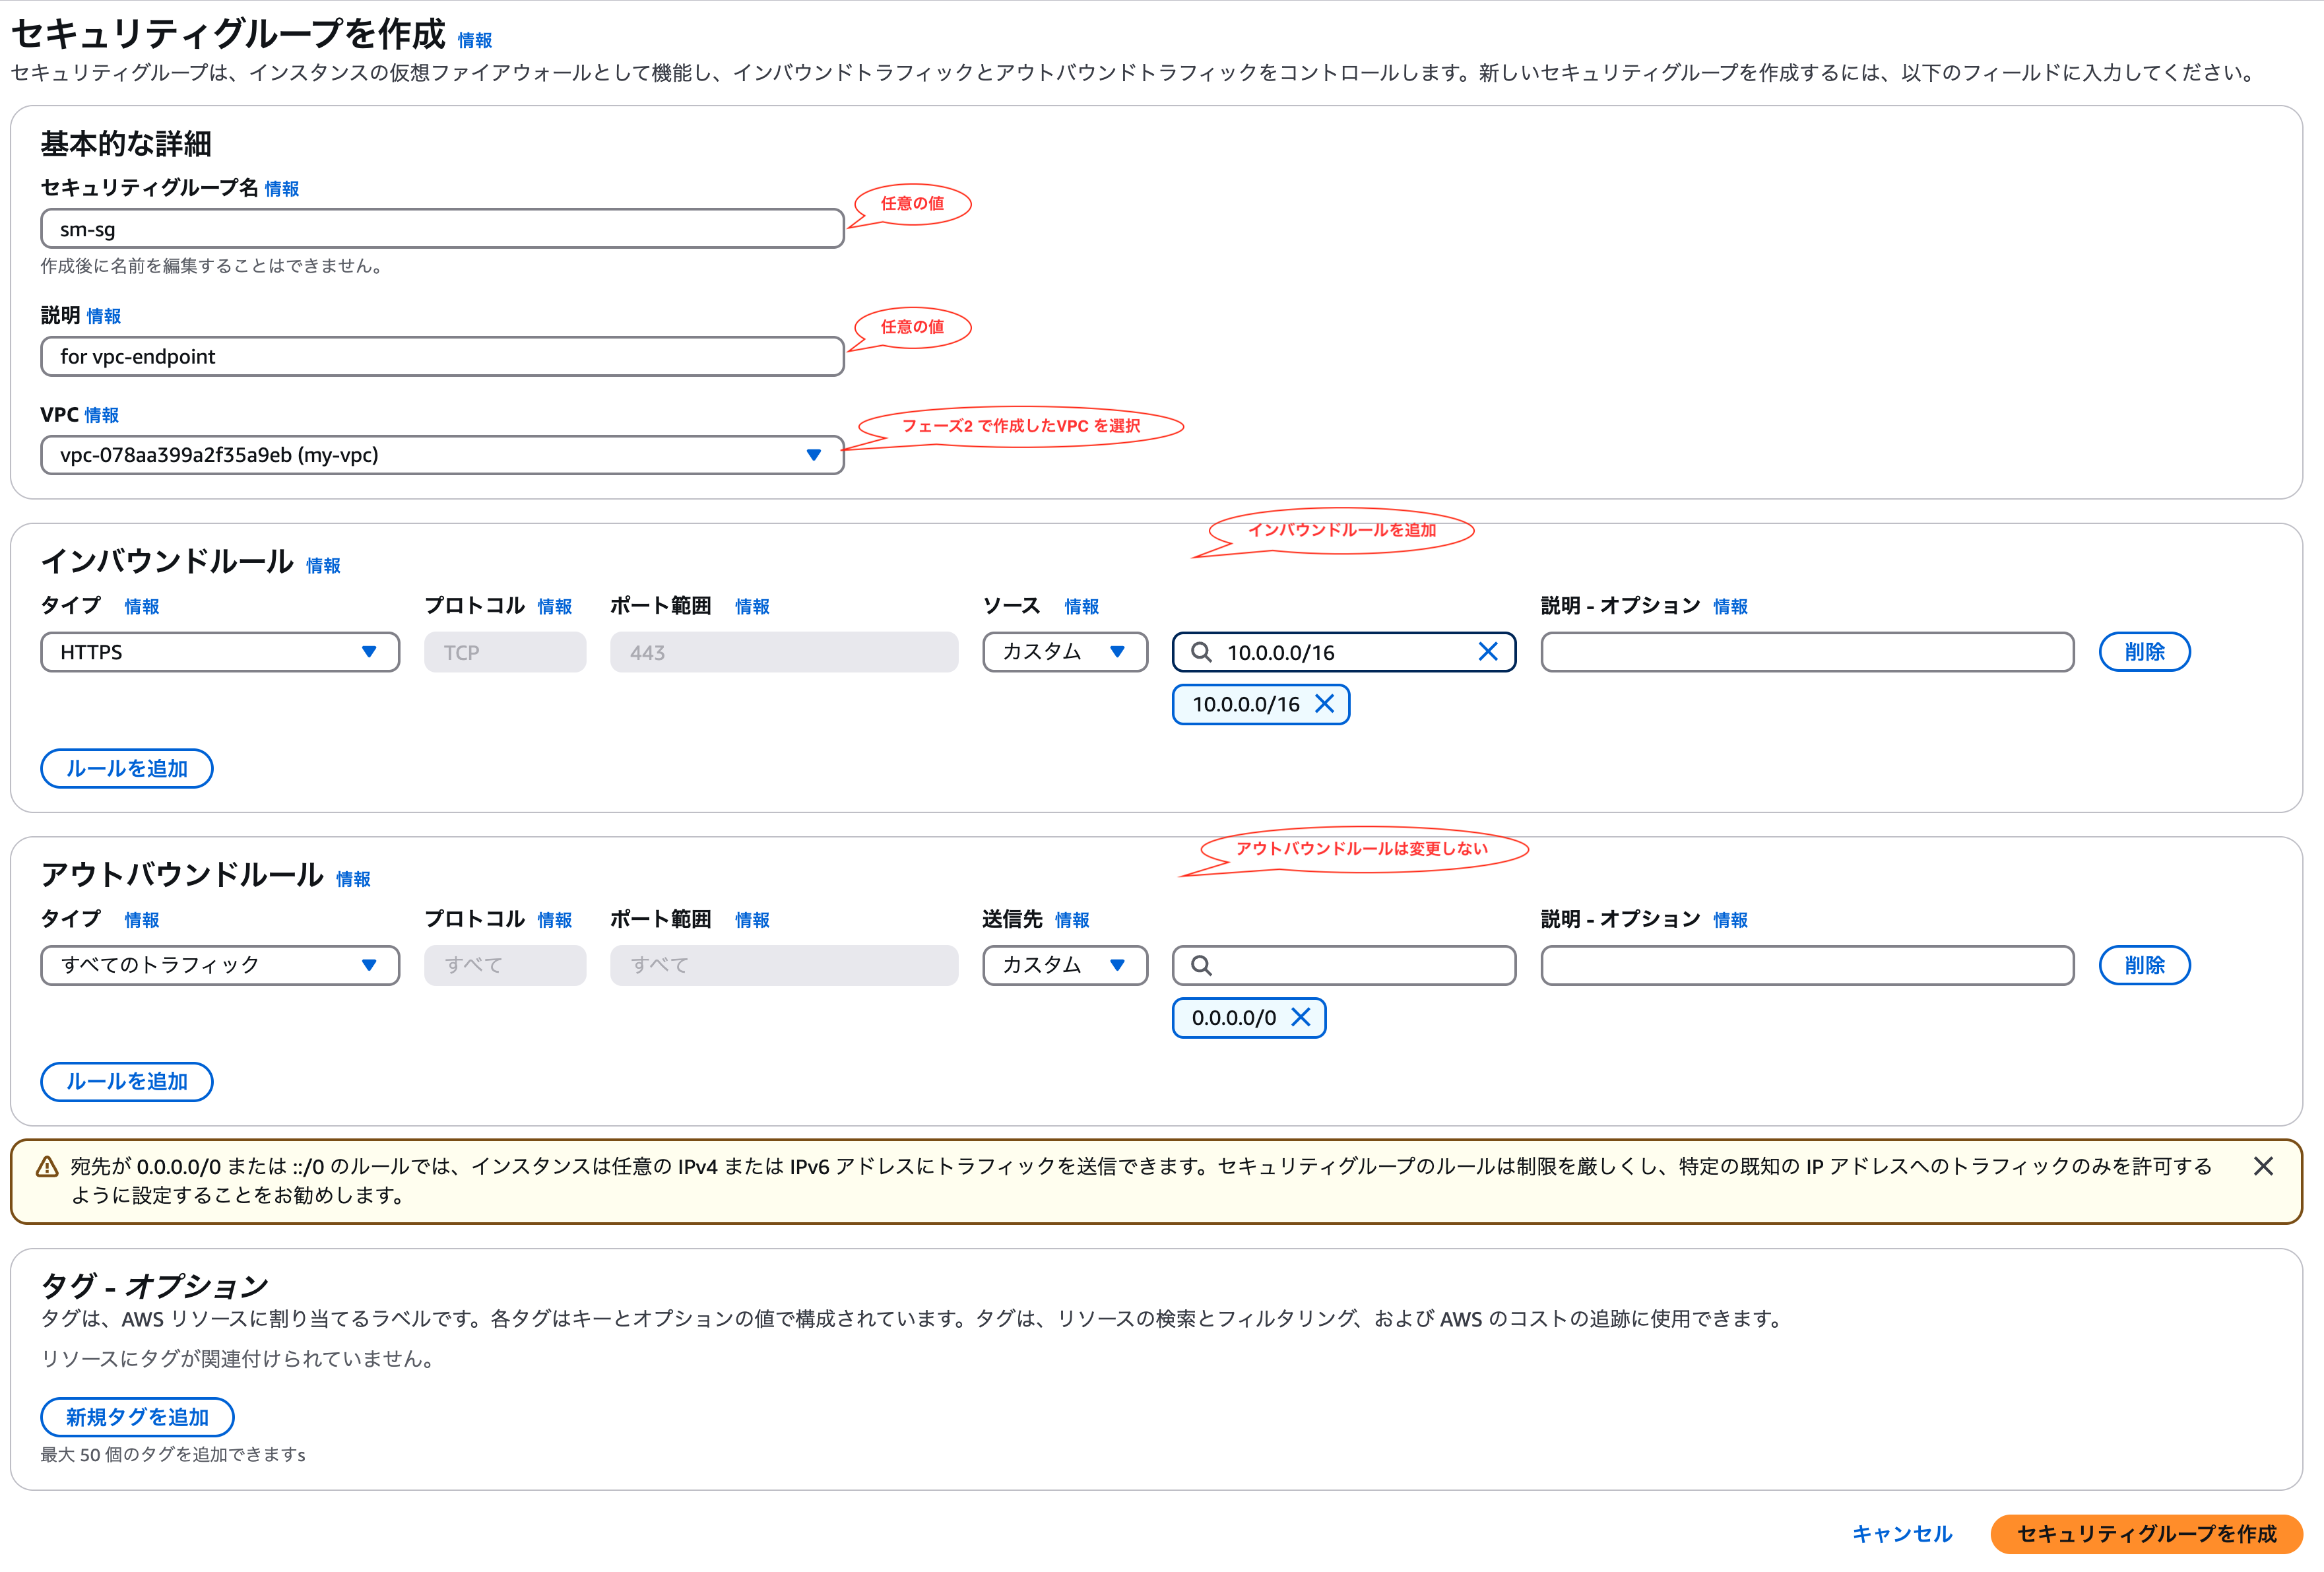 セキュリティグループを作成 情報
セキュリティグループは、インスタンスの仮想ファイアウォールとして機能し、インバウンドトラフィックとアウトバウンドトラフィックをコントロールします。新しいセキュリティグループを作成するには、以下のフィールドに入力してください。
基本的な詳細
セキュリティグループ名 情報
任意の値
sm-sg
作成後に名前を編集することはできません。
説明 情報
任意の値
for vpc-endpoint
VPC 情報
フェーズ2 で作成したVPC を選択
vpc-078aa399a2f35a9eb (my-vpc)
インバウンドルールを追加
インバウンドルール 情報
タイプ 情報 プロトコル 情報 ポート範囲 情報 ソース 情報 説明 - オプション 情報
HTTPS TCP 443 カスタム 10.0.0.0/16 削除
10.0.0.0/16
ルールを追加
アウトバウンドルールは変更しない
アウトバウンドルール 情報
タイプ 情報 プロトコル 情報 ポート範囲 情報 送信先 情報 説明 - オプション 情報
すべてのトラフィック すべて すべて カスタム 削除
0.0.0.0/0
ルールを追加
宛先が 0.0.0.0/0 または ::/0 のルールでは、インスタンスは任意の IPv4 または IPv6 アドレスにトラフィックを送信できます。セキュリティグループのルールは制限を厳しくし、特定の既知の IP アドレスへのトラフィックのみを許可する
ように設定することをお勧めします。
タグ - オプション
タグは、AWS リソースに割り当てるラベルです。各タグはキーとオプションの値で構成されています。タグは、リソースの検索とフィルタリング、および AWS のコストの追跡に使用できます。
リソースにタグが関連付けられていません。
新規タグを追加
最大 50 個のタグを追加できますs
キャンセル セキュリティグループを作成